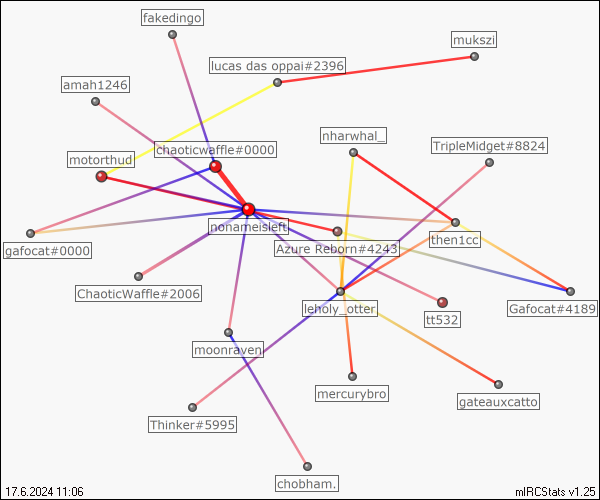 fakedingo
mukszi
lucas das oppai#2396
amah1246
nharwhal_
TripleMidget#8824
chaoticwaffle#0000
motorthud
nonameisleft
then1cc
gafocat#0000
Azure Reborn#4243
ChaoticWaffle#2006
leholy_otter
Gafocat#4189
tt532
moonraven
mercurybro
gateauxcatto
Thinker#5995
chobham.
17.6.2024 11:06
mIRCStats v1.25